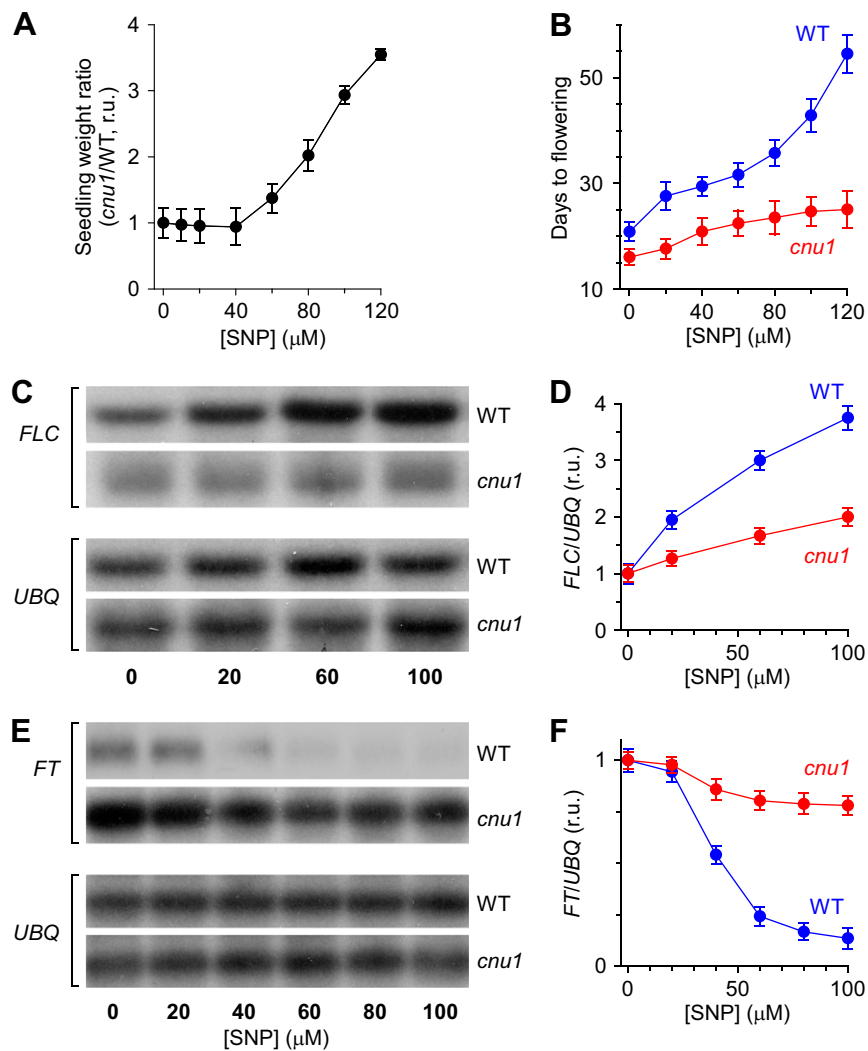 A
Seedling weight ratio
(cnu1/WT, r.u.)
4
3
2
1
0
0 40 80 120
[SNP] (μM)
B
Days to flowering
50
30
10
WT
cnu1
0 40 80 120
[SNP] (μM)
C
FLC
WT
cnu1
UBQ
WT
cnu1
0 20 60 100
D
FLC/UBQ (r.u.)
4
3
2
1
0
WT
cnu1
0 50 100
[SNP] (μM)
E
FT
WT
cnu1
UBQ
WT
cnu1
0 20 40 60 80 100
[SNP] (μM)
F
FT/UBQ (r.u.)
1
0
cnu1
WT
0 50 100
[SNP] (μM)